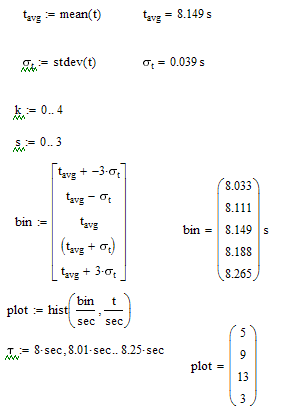 t_avg := mean(t) t_avg = 8.149 s
σ_t := stdev(t) σ_t = 0.039 s
k := 0.. 4
s := 0.. 3
bin := [t_avg + −3·σ_t
t_avg − σ_t
t_avg
(t_avg + σ_t)
t_avg + 3·σ_t]
bin = (8.033
8.111
8.149
8.188
8.265) s
plot := hist(bin/sec, t/sec)
τ := 8·sec, 8.01·sec.. 8.25·sec
plot = (5
9
13
3)